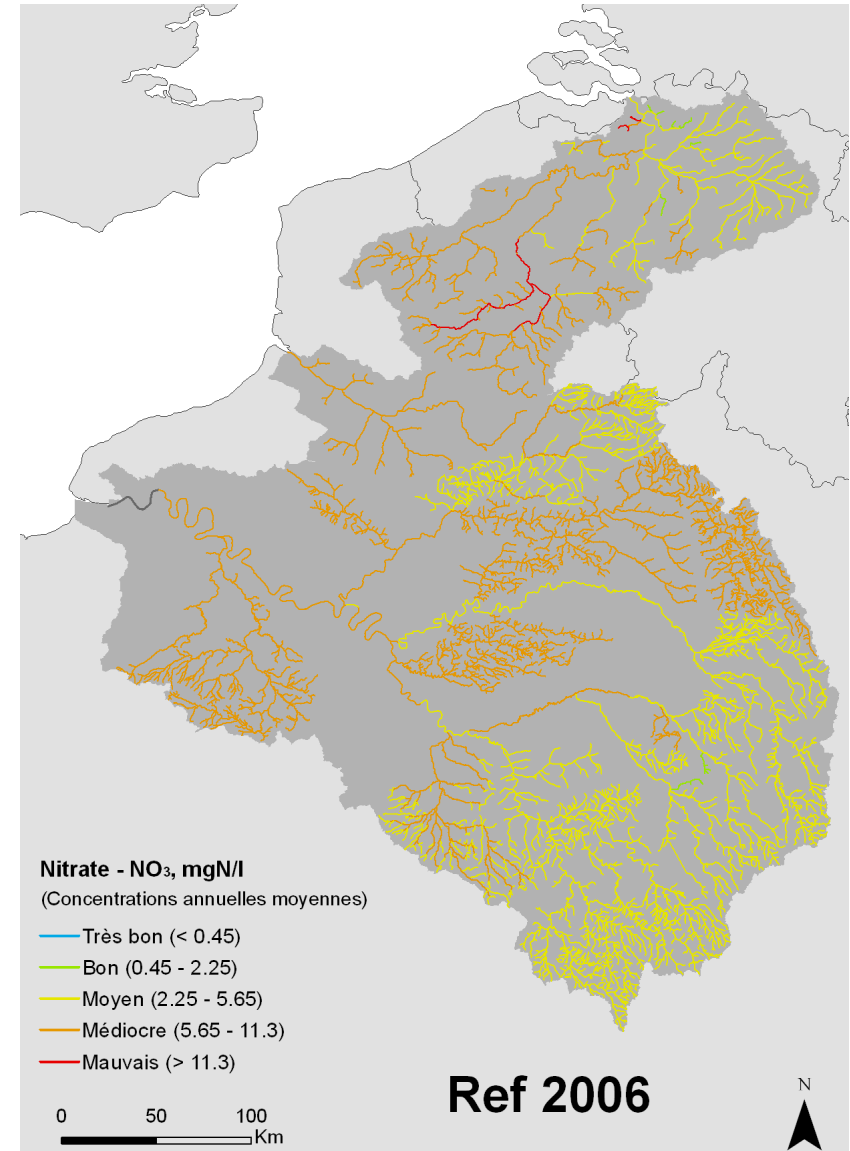 Nitrate - NO₃, mgN/l
(Concentrations annuelles moyennes)
Très bon (< 0.45)
Bon (0.45 - 2.25)
Moyen (2.25 - 5.65)
Médiocre (5.65 - 11.3)
Mauvais (> 11.3)
Ref 2006
N
0 50 100
Km